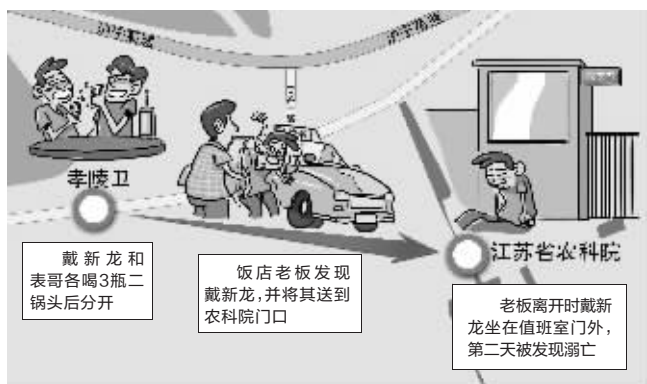 孝陵卫
戴新龙和
表哥各喝3瓶二
锅头后分开
饭店老板发现
戴新龙,并将其送到
农科院门口
江苏省农科院
老板离开时戴新
龙坐在值班室门外，
第二天被发现溺亡